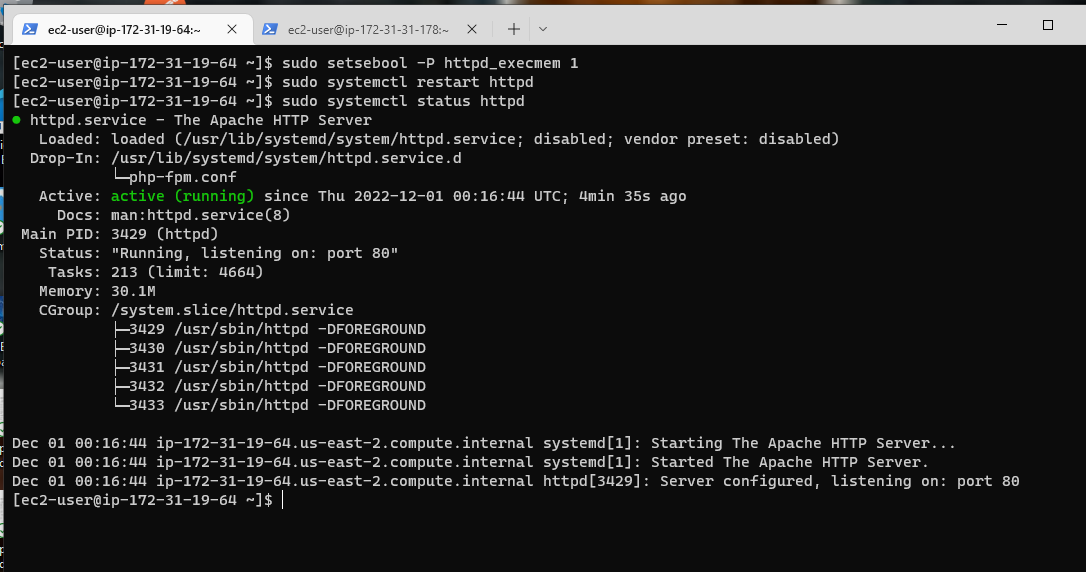 ec2-user@ip-172-31-19-64:~
ec2-user@ip-172-31-31-178:~
[ec2-user@ip-172-31-19-64 ~]$ sudo setsebool -P httpd_execmem 1
[ec2-user@ip-172-31-19-64 ~]$ sudo systemctl restart httpd
[ec2-user@ip-172-31-19-64 ~]$ sudo systemctl status httpd
● httpd.service - The Apache HTTP Server
Loaded: loaded (/usr/lib/systemd/system/httpd.service; disabled; vendor preset: disabled)
Drop-In: /usr/lib/systemd/system/httpd.service.d
└─php-fpm.conf
Active: active (running) since Thu 2022-12-01 00:16:44 UTC; 4min 35s ago
Docs: man:httpd.service(8)
Main PID: 3429 (httpd)
Status: "Running, listening on: port 80"
Tasks: 213 (limit: 4664)
Memory: 30.1M
CGroup: /system.slice/httpd.service
├─3429 /usr/sbin/httpd -DFOREGROUND
├─3430 /usr/sbin/httpd -DFOREGROUND
├─3431 /usr/sbin/httpd -DFOREGROUND
├─3432 /usr/sbin/httpd -DFOREGROUND
└─3433 /usr/sbin/httpd -DFOREGROUND
Dec 01 00:16:44 ip-172-31-19-64.us-east-2.compute.internal systemd[1]: Starting The Apache HTTP Server...
Dec 01 00:16:44 ip-172-31-19-64.us-east-2.compute.internal systemd[1]: Started The Apache HTTP Server.
Dec 01 00:16:44 ip-172-31-19-64.us-east-2.compute.internal httpd[3429]: Server configured, listening on: port 80
[ec2-user@ip-172-31-19-64 ~]$